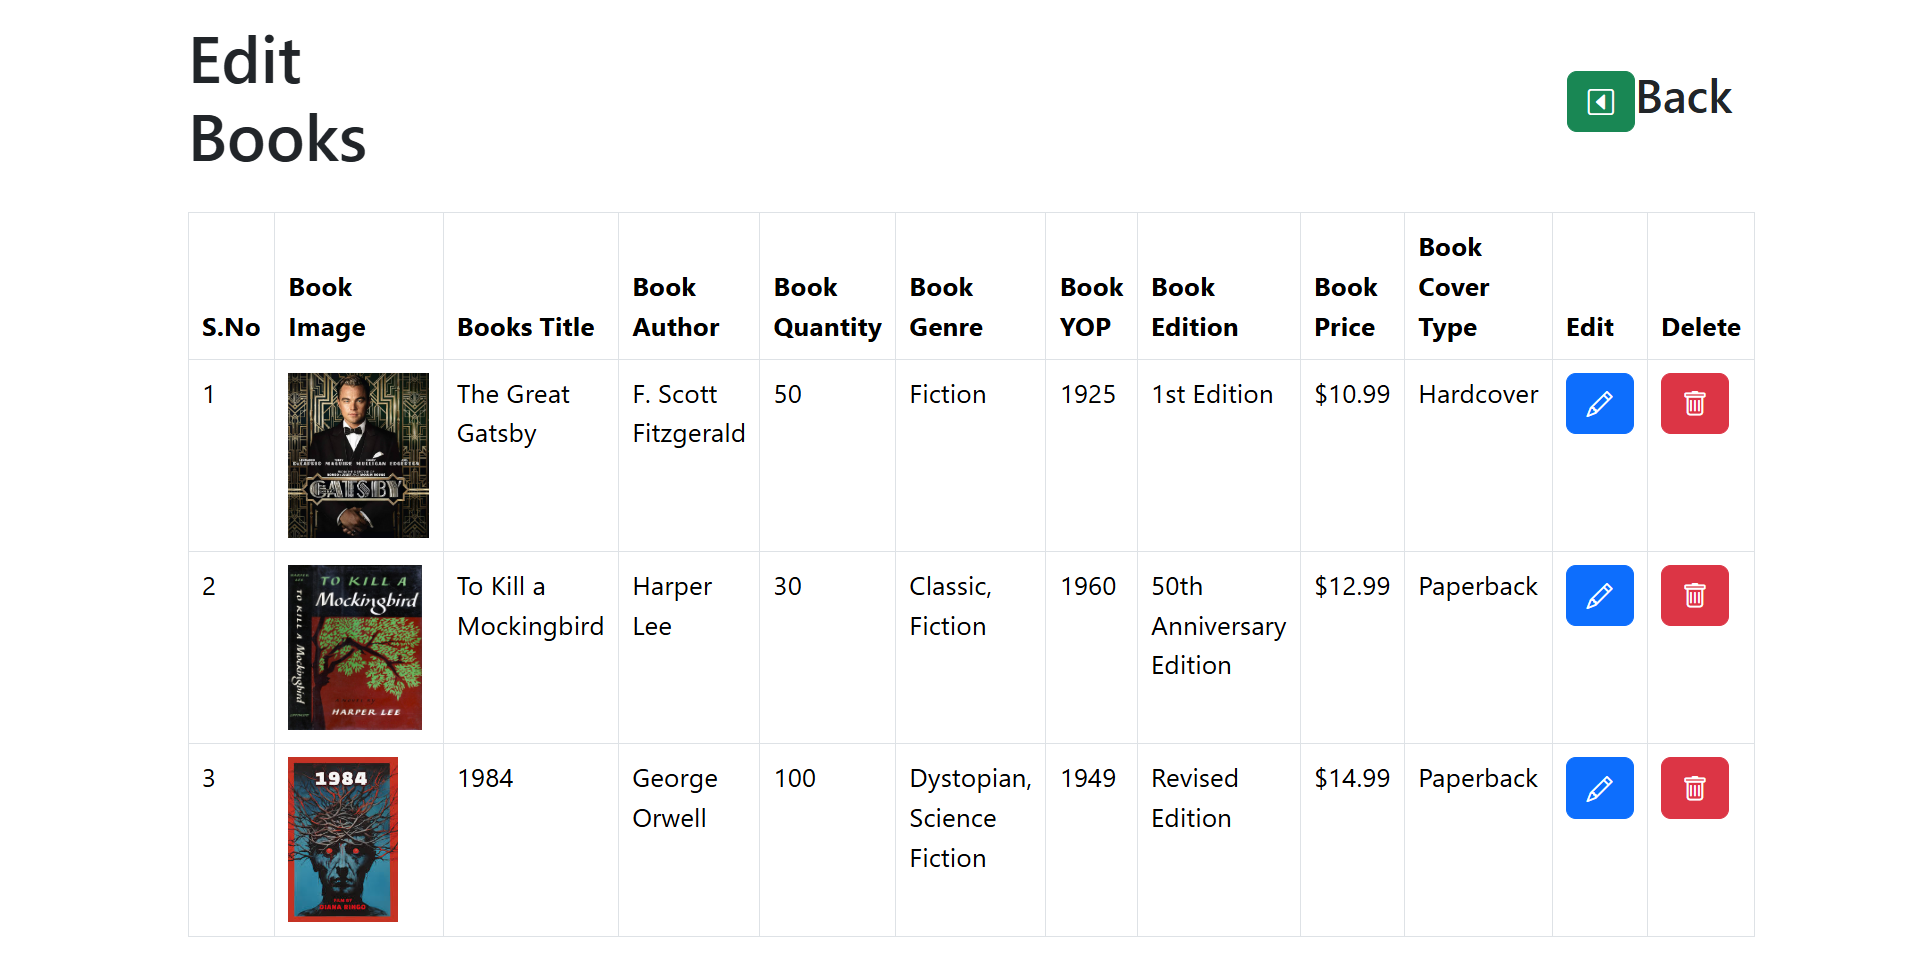 Edit
Books
Back
S.No
Book
Image
Books Title
Book
Author
Book
Quantity
Book
Genre
Book
YOP
Book
Edition
Book
Price
Book
Cover
Type
Edit
Delete
1
GATSBY
The Great
Gatsby
F. Scott
Fitzgerald
50
Fiction
1925
1st Edition
$10.99
Hardcover
2
TO KILL A
Mockingbird
TO KILL A Mockingbird
HARPER LEE
To Kill a
Mockingbird
Harper
Lee
30
Classic,
Fiction
1960
50th
Anniversary
Edition
$12.99
Paperback
3
1984
1984
George
Orwell
100
Dystopian,
Science
Fiction
1949
Revised
Edition
$14.99
Paperback